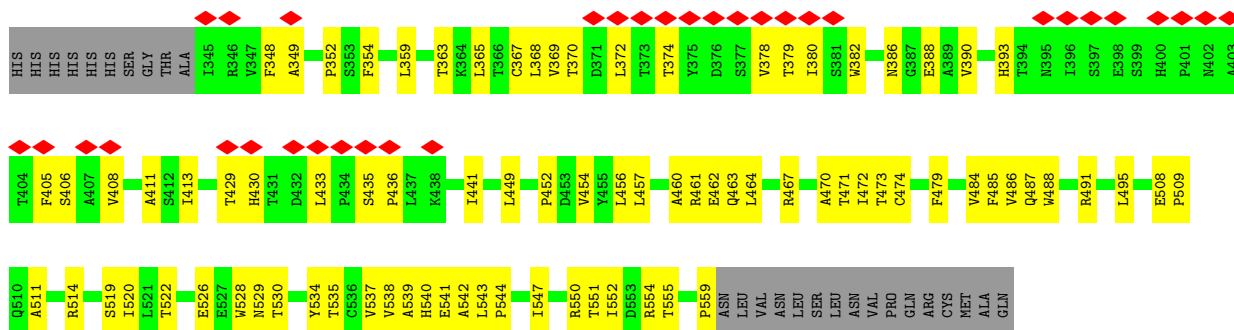 HIS HIS HIS HIS HIS HIS SER GLY THR ALA I345 R346 V347 F348 A349 P352 S353 F354 L359 T363 K364 L365 T366 C367 L368 V369 T370 D371 L372 T373 T374 Y375 D376 S377 V378 T379 I380 S381 W382 N386 G387 E388 A389 V390 H393 T394 N395 I396 S397 E398 S399 H400 P401 N402 A403
T404 F405 S406 A407 V408 A411 S412 I413 T429 H430 T431 D432 L433 P434 S435 P436 L437 K438 I441 L449 P452 D453 V454 Y455 L456 L457 A460 R461 E462 Q463 L464 R467 A470 T471 I472 T473 C474 F479 V484 F485 V486 Q487 W488 R491 L495 E508 P509
Q510 A511 R514 S519 I520 L521 T522 E526 E527 W528 N529 T530 Y534 T535 C536 V537 V538 A539 H540 E541 A542 L543 P544 I547 R550 T551 I552 D553 R554 T555 P559 ASN LEU VAL ASN LEU SER LEU ASN VAL PRO GLN ARG CYS MET ALA GLN